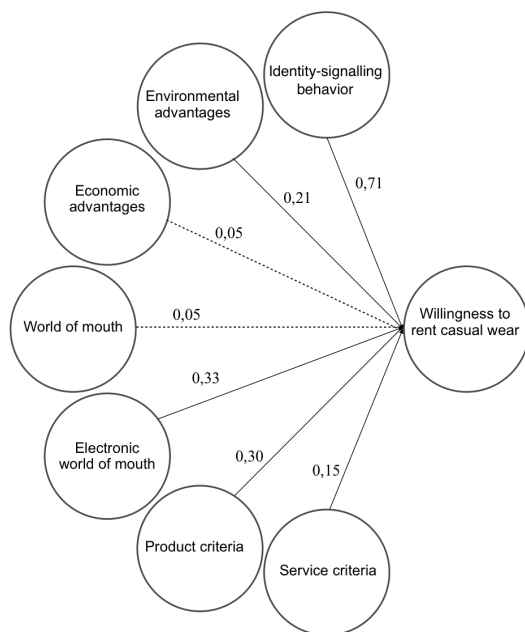 Identity-signalling
behavior
Environmental
advantages
0,71
Economic
advantages
0,21
0,05
World of mouth
0,05
Willingness to
rent casual wear
0,33
Electronic
world of mouth
0,30
0,15
Product criteria
Service criteria